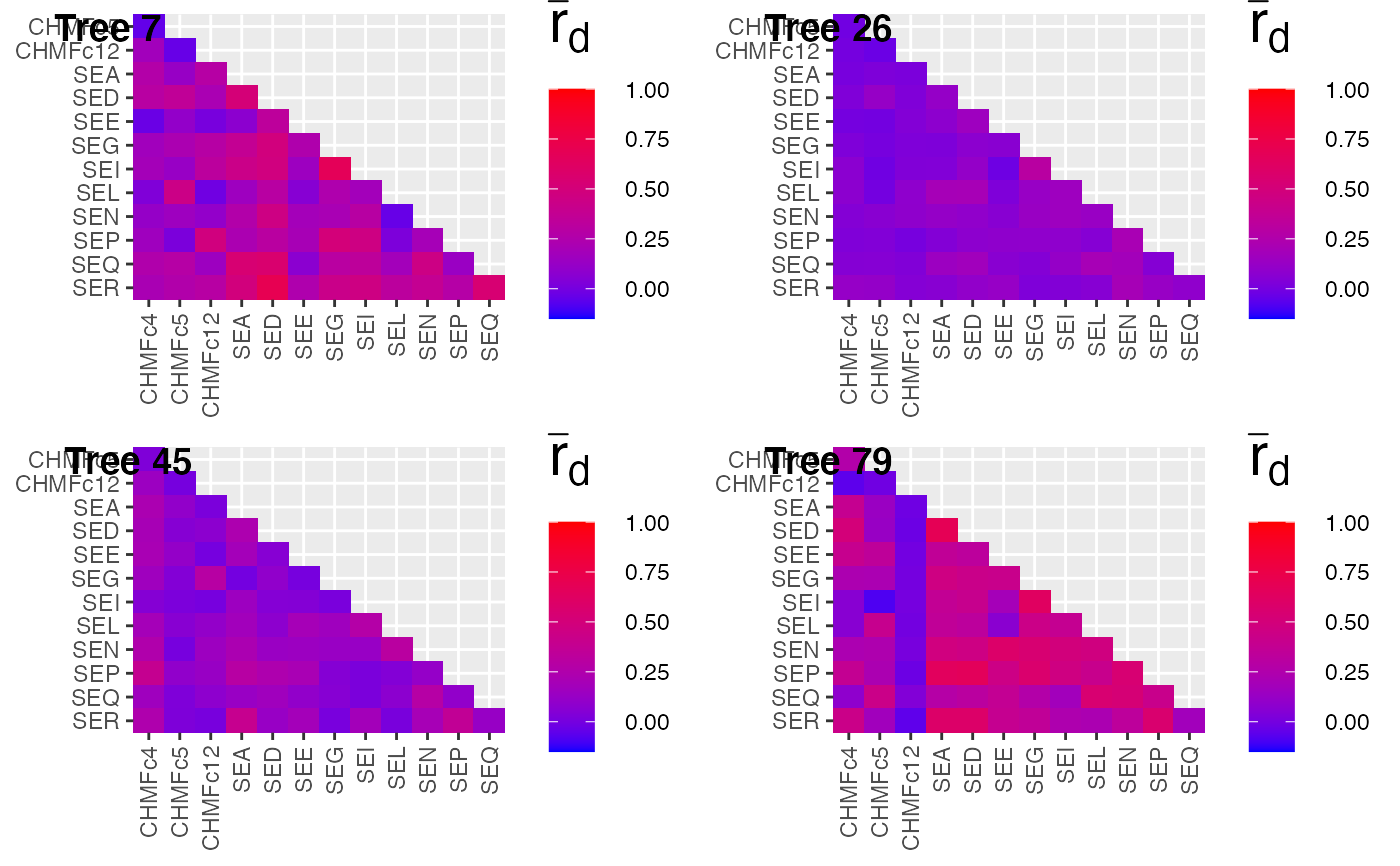 Tree 7
r̄d
CHMFc5
CHMFc12
SEA
SED
SEE
SEG
SEI
SEL
SEN
SEP
SEQ
SER
CHMFc4
CHMFc5
CHMFc12
SEA
SED
SEE
SEG
SEI
SEL
SEN
SEP
SEQ
1.00
0.75
0.50
0.25
0.00
Tree 26
r̄d
CHMFc5
CHMFc12
SEA
SED
SEE
SEG
SEI
SEL
SEN
SEP
SEQ
SER
CHMFc4
CHMFc5
CHMFc12
SEA
SED
SEE
SEG
SEI
SEL
SEN
SEP
SEQ
1.00
0.75
0.50
0.25
0.00
Tree 45
r̄d
CHMFc5
CHMFc12
SEA
SED
SEE
SEG
SEI
SEL
SEN
SEP
SEQ
SER
CHMFc4
CHMFc5
CHMFc12
SEA
SED
SEE
SEG
SEI
SEL
SEN
SEP
SEQ
1.00
0.75
0.50
0.25
0.00
Tree 79
r̄d
CHMFc5
CHMFc12
SEA
SED
SEE
SEG
SEI
SEL
SEN
SEP
SEQ
SER
CHMFc4
CHMFc5
CHMFc12
SEA
SED
SEE
SEG
SEI
SEL
SEN
SEP
SEQ
1.00
0.75
0.50
0.25
0.00